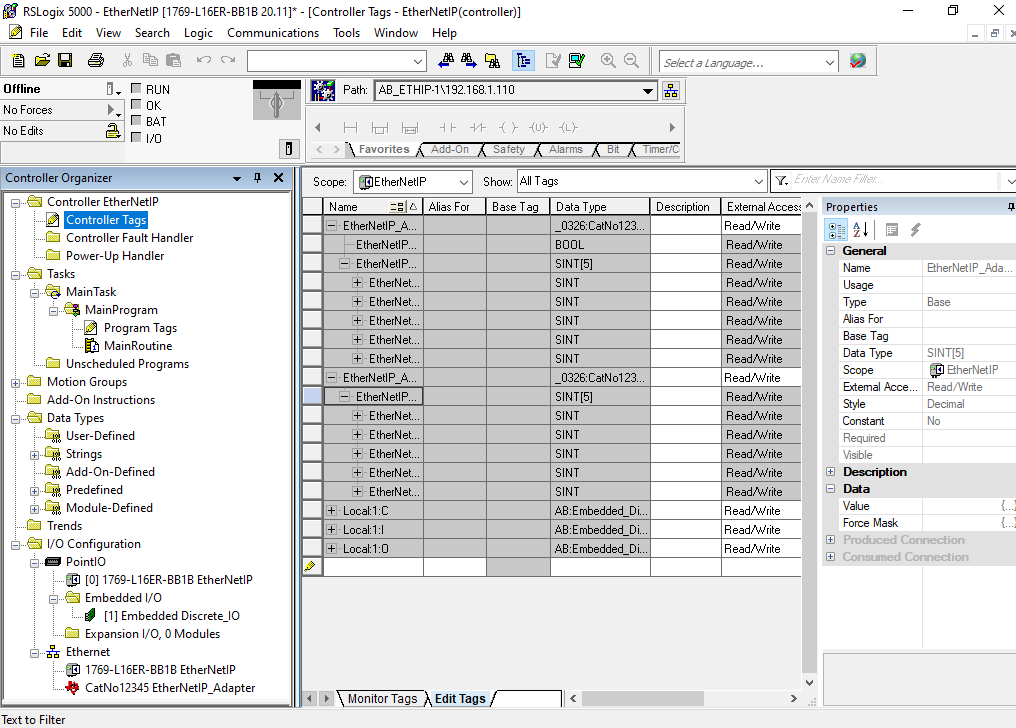 RSLogix 5000 - EtherNetIP [1769-L16ER-BB1B 20.11]* - [Controller Tags - EtherNetIP(controller)]
File Edit View Search Logic Communications Tools Window Help
Select a Language...
Offline
No Forces
No Edits
RUN
OK
BAT
I/O
Path: AB_ETHIP-1\192.168.1.110
Favorites Add-On Safety Alarms Bit Timer/C
Controller Organizer
Controller EtherNetIP
Controller Tags
Controller Fault Handler
Power-Up Handler
Tasks
MainTask
MainProgram
Program Tags
MainRoutine
Unscheduled Programs
Motion Groups
Add-On Instructions
Data Types
User-Defined
Strings
Add-On-Defined
Predefined
Module-Defined
Trends
I/O Configuration
PointIO
[0] 1769-L16ER-BB1B EtherNetIP
Embedded I/O
[1] Embedded Discrete_IO
Expansion I/O, 0 Modules
Ethernet
1769-L16ER-BB1B EtherNetIP
CatNo12345 EtherNetIP_Adapter
Scope: EtherNetIP Show: All Tags Enter Name Filter...
Name Alias For Base Tag Data Type Description External Access
EtherNetIP_A... _0326:CatNo123... Read/Write
EtherNetIP... BOOL Read/Write
EtherNetIP... SINT[5] Read/Write
EtherNet... SINT Read/Write
EtherNet... SINT Read/Write
EtherNet... SINT Read/Write
EtherNet... SINT Read/Write
EtherNet... SINT Read/Write
EtherNetIP_A... _0326:CatNo123... Read/Write
EtherNetIP... SINT[5] Read/Write
EtherNet... SINT Read/Write
EtherNet... SINT Read/Write
EtherNet... SINT Read/Write
EtherNet... SINT Read/Write
EtherNet... SINT Read/Write
Local:1:C AB:Embedded_Di... Read/Write
Local:1:I AB:Embedded_Di... Read/Write
Local:1:O AB:Embedded_Di... Read/Write
Monitor Tags Edit Tags
Properties
General
Name EtherNetIP_Ada...
Usage
Type Base
Alias For
Base Tag
Data Type SINT[5]
Scope EtherNetIP
External Acce... Read/Write
Style Decimal
Constant No
Required
Visible
Description
Data
Value {...}
Force Mask {...}
Produced Connection
Consumed Connection
Text to Filter